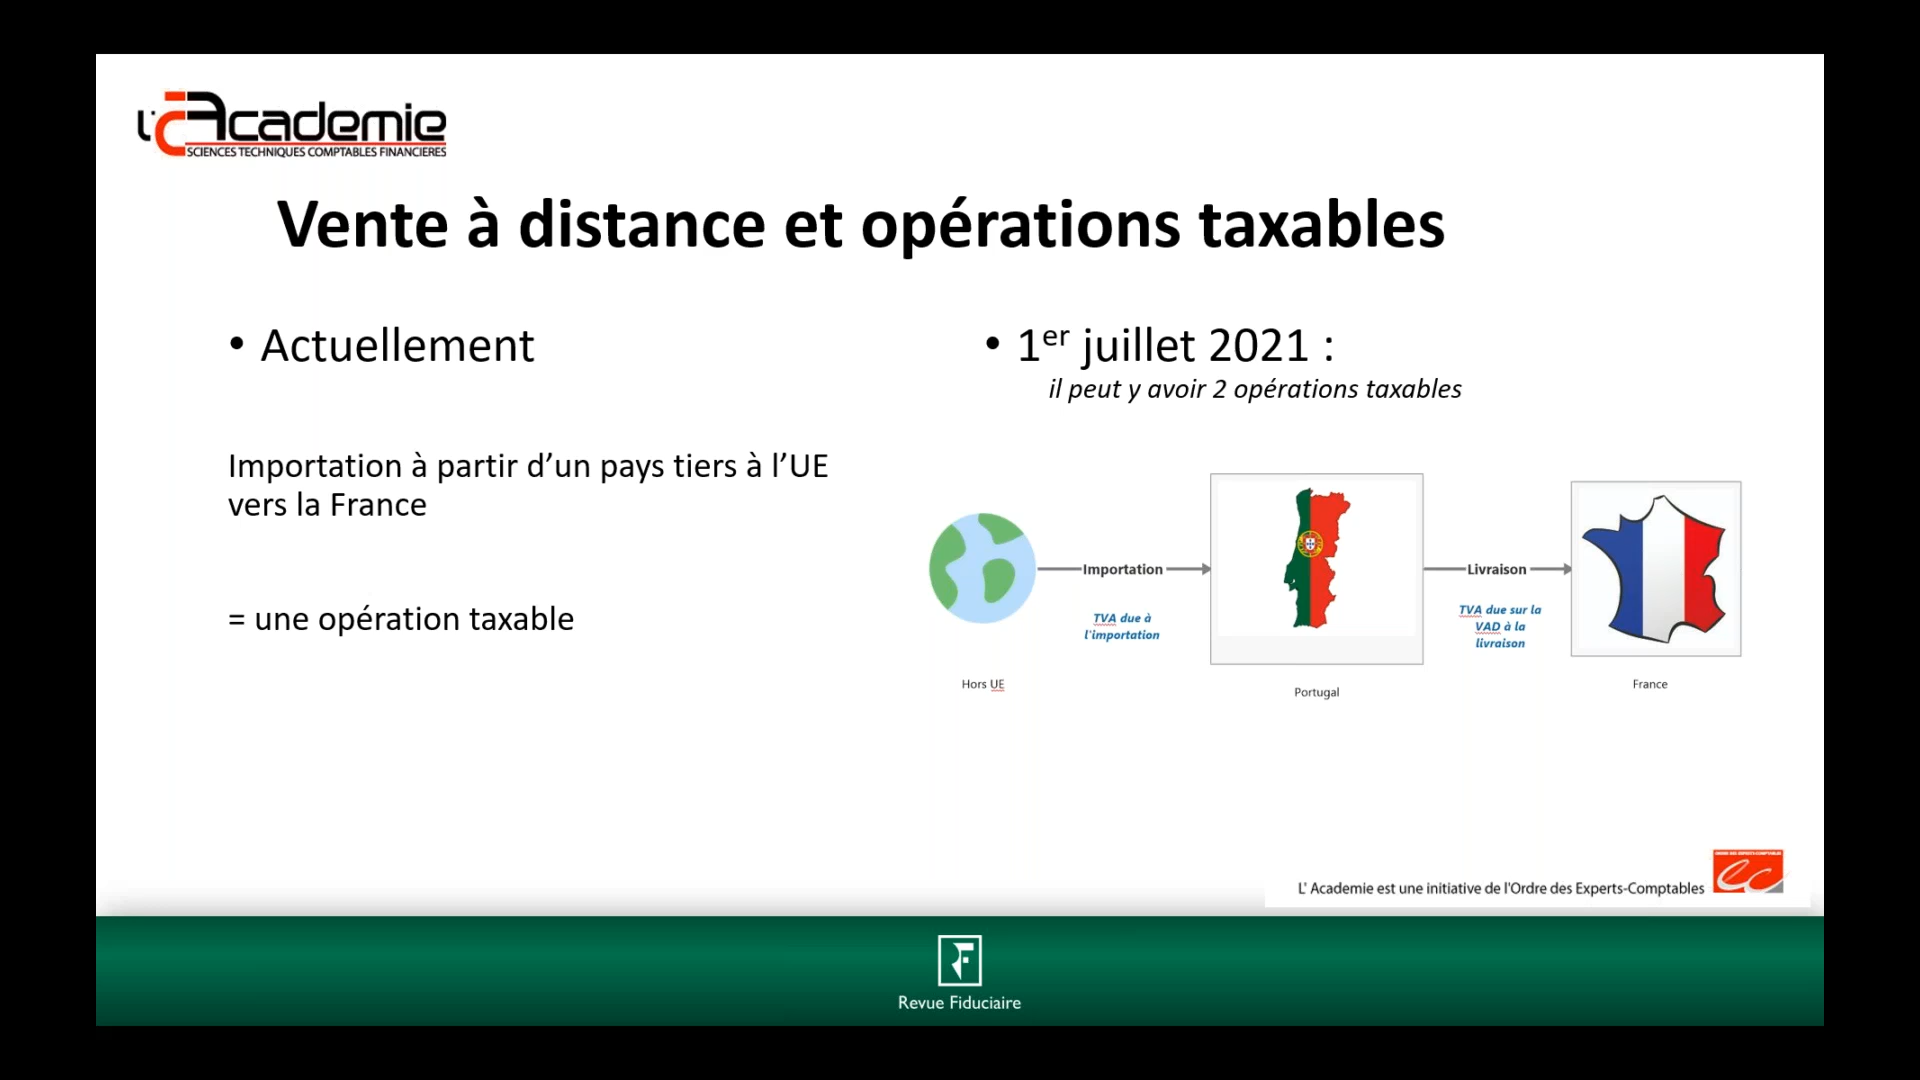 L'Academie
SCIENCES TECHNIQUES COMPTABLES FINANCIERES
Vente à distance et opérations taxables
• Actuellement
Importation à partir d’un pays tiers à l’UE
vers la France
= une opération taxable
• 1er juillet 2021 :
il peut y avoir 2 opérations taxables
Importation
TVA due à
l'importation
Livraison
TVA due sur la
VAD à la
livraison
Hors UE
Portugal
France
L' Academie est une initiative de l'Ordre des Experts-Comptables
ec
Revue Fiduciaire